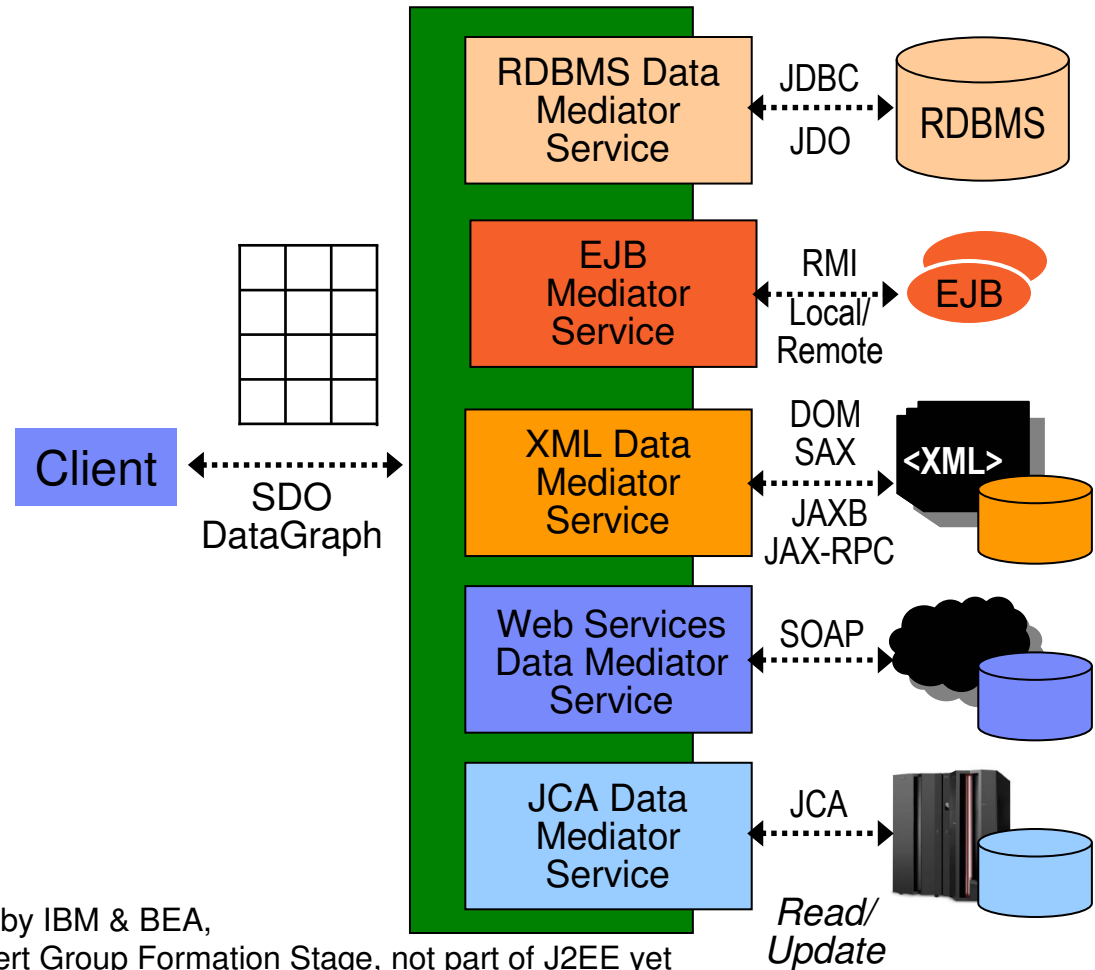 RDBMS Data
Mediator
Service
JDBC
JDO
RDBMS
EJB
Mediator
Service
RMI
Local/
Remote
EJB
Client
SDO
DataGraph
XML Data
Mediator
Service
DOM
SAX
JAXB
JAX-RPC
<XML>
Web Services
Data Mediator
Service
SOAP
JCA Data
Mediator
Service
JCA
Read/
Update
by IBM & BEA,
ert Group Formation Stage, not part of J2EE yet